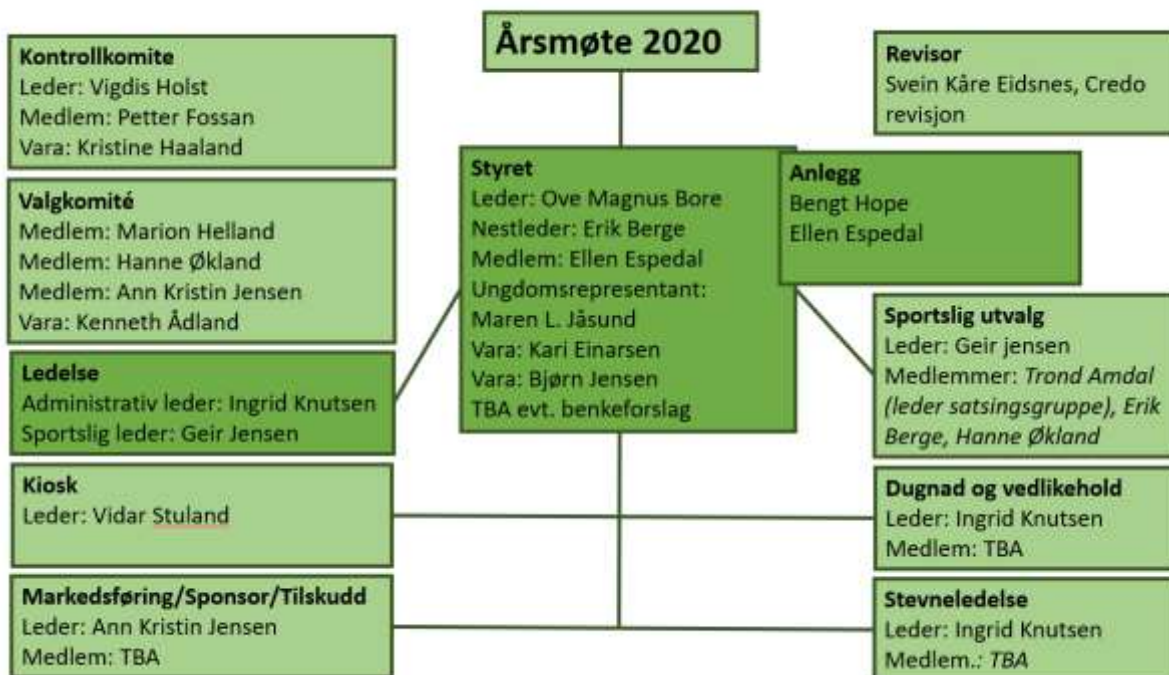 Årsmøte 2020
Kontrollkomite
Leder: Vigdis Holst
Medlem: Petter Fossan
Vara: Kristine Haaland
Revisor
Svein Kåre Eidsnes, Credo
revisjon
Valgkomité
Medlem: Marion Helland
Medlem: Hanne Økland
Medlem: Ann Kristin Jensen
Vara: Kenneth Ådland
Styret
Leder: Ove Magnus Bore
Nestleder: Erik Berge
Medlem: Ellen Espedal
Ungdomsrepresentant:
Maren L. Jåsund
Vara: Kari Einarsen
Vara: Bjørn Jensen
TBA evt. benkeforslag
Anlegg
Bengt Hope
Ellen Espedal
Ledelse
Administrativ leder: Ingrid Knutsen
Sportslig leder: Geir Jensen
Sportslig utvalg
Leder: Geir jensen
Medlemmer: Trond Amdal
(leder satsingsgruppe), Erik
Berge, Hanne Økland
Kiosk
Leder: Vidar Stuland
Dugnad og vedlikehold
Leder: Ingrid Knutsen
Medlem: TBA
Markedsføring/Sponsor/Tilskudd
Leder: Ann Kristin Jensen
Medlem: TBA
Stevneledelse
Leder: Ingrid Knutsen
Medlem.: TBA